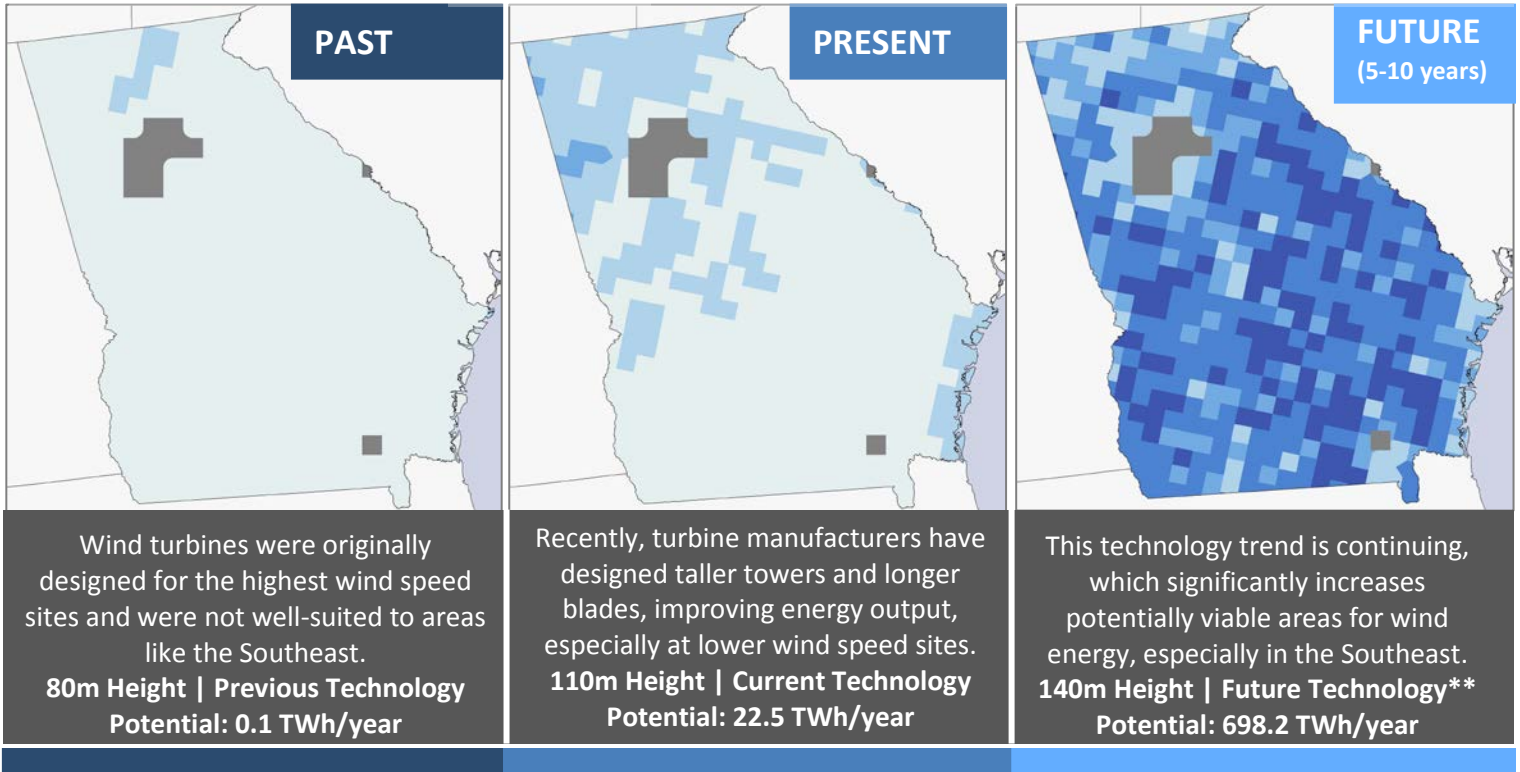 PAST
Wind turbines were originally
designed for the highest wind speed
sites and were not well-suited to areas
like the Southeast.
80m Height | Previous Technology
Potential: 0.1 TWh/year
PRESENT
Recently, turbine manufacturers have
designed taller towers and longer
blades, improving energy output,
especially at lower wind speed sites.
110m Height | Current Technology
Potential: 22.5 TWh/year
FUTURE
(5-10 years)
This technology trend is continuing,
which significantly increases
potentially viable areas for wind
energy, especially in the Southeast.
140m Height | Future Technology**
Potential: 698.2 TWh/year